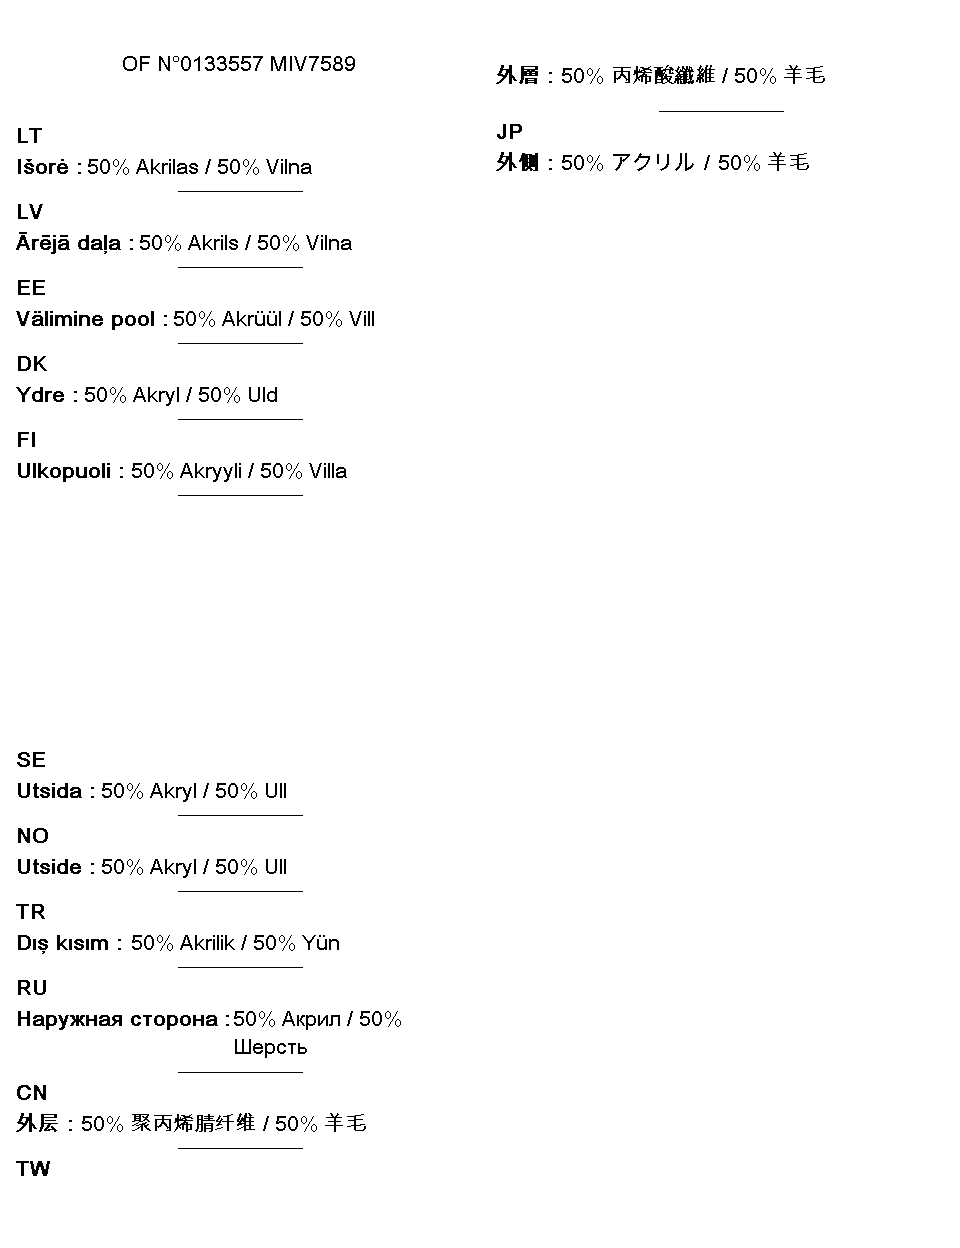 OF N°0133557 MIV7589
LT
Išorė : 50% Akrilas / 50% Vilna
LV
Ārējā daļa : 50% Akrils / 50% Vilna
EE
Välimine pool : 50% Akrüül / 50% Vill
DK
Ydre : 50% Akryl / 50% Uld
FI
Ulkopuoli : 50% Akryyli / 50% Villa
SE
Utsida : 50% Akryl / 50% Ull
NO
Utside : 50% Akryl / 50% Ull
TR
Dış kısım : 50% Akrilik / 50% Yün
RU
Наружная сторона : 50% Акрил / 50%
Шерсть
CN
外层 : 50% 聚丙烯腈纤维 / 50% 羊毛
TW
外層 : 50% 丙烯酸纖維 / 50% 羊毛
JP
外側 : 50% アクリル / 50% 羊毛